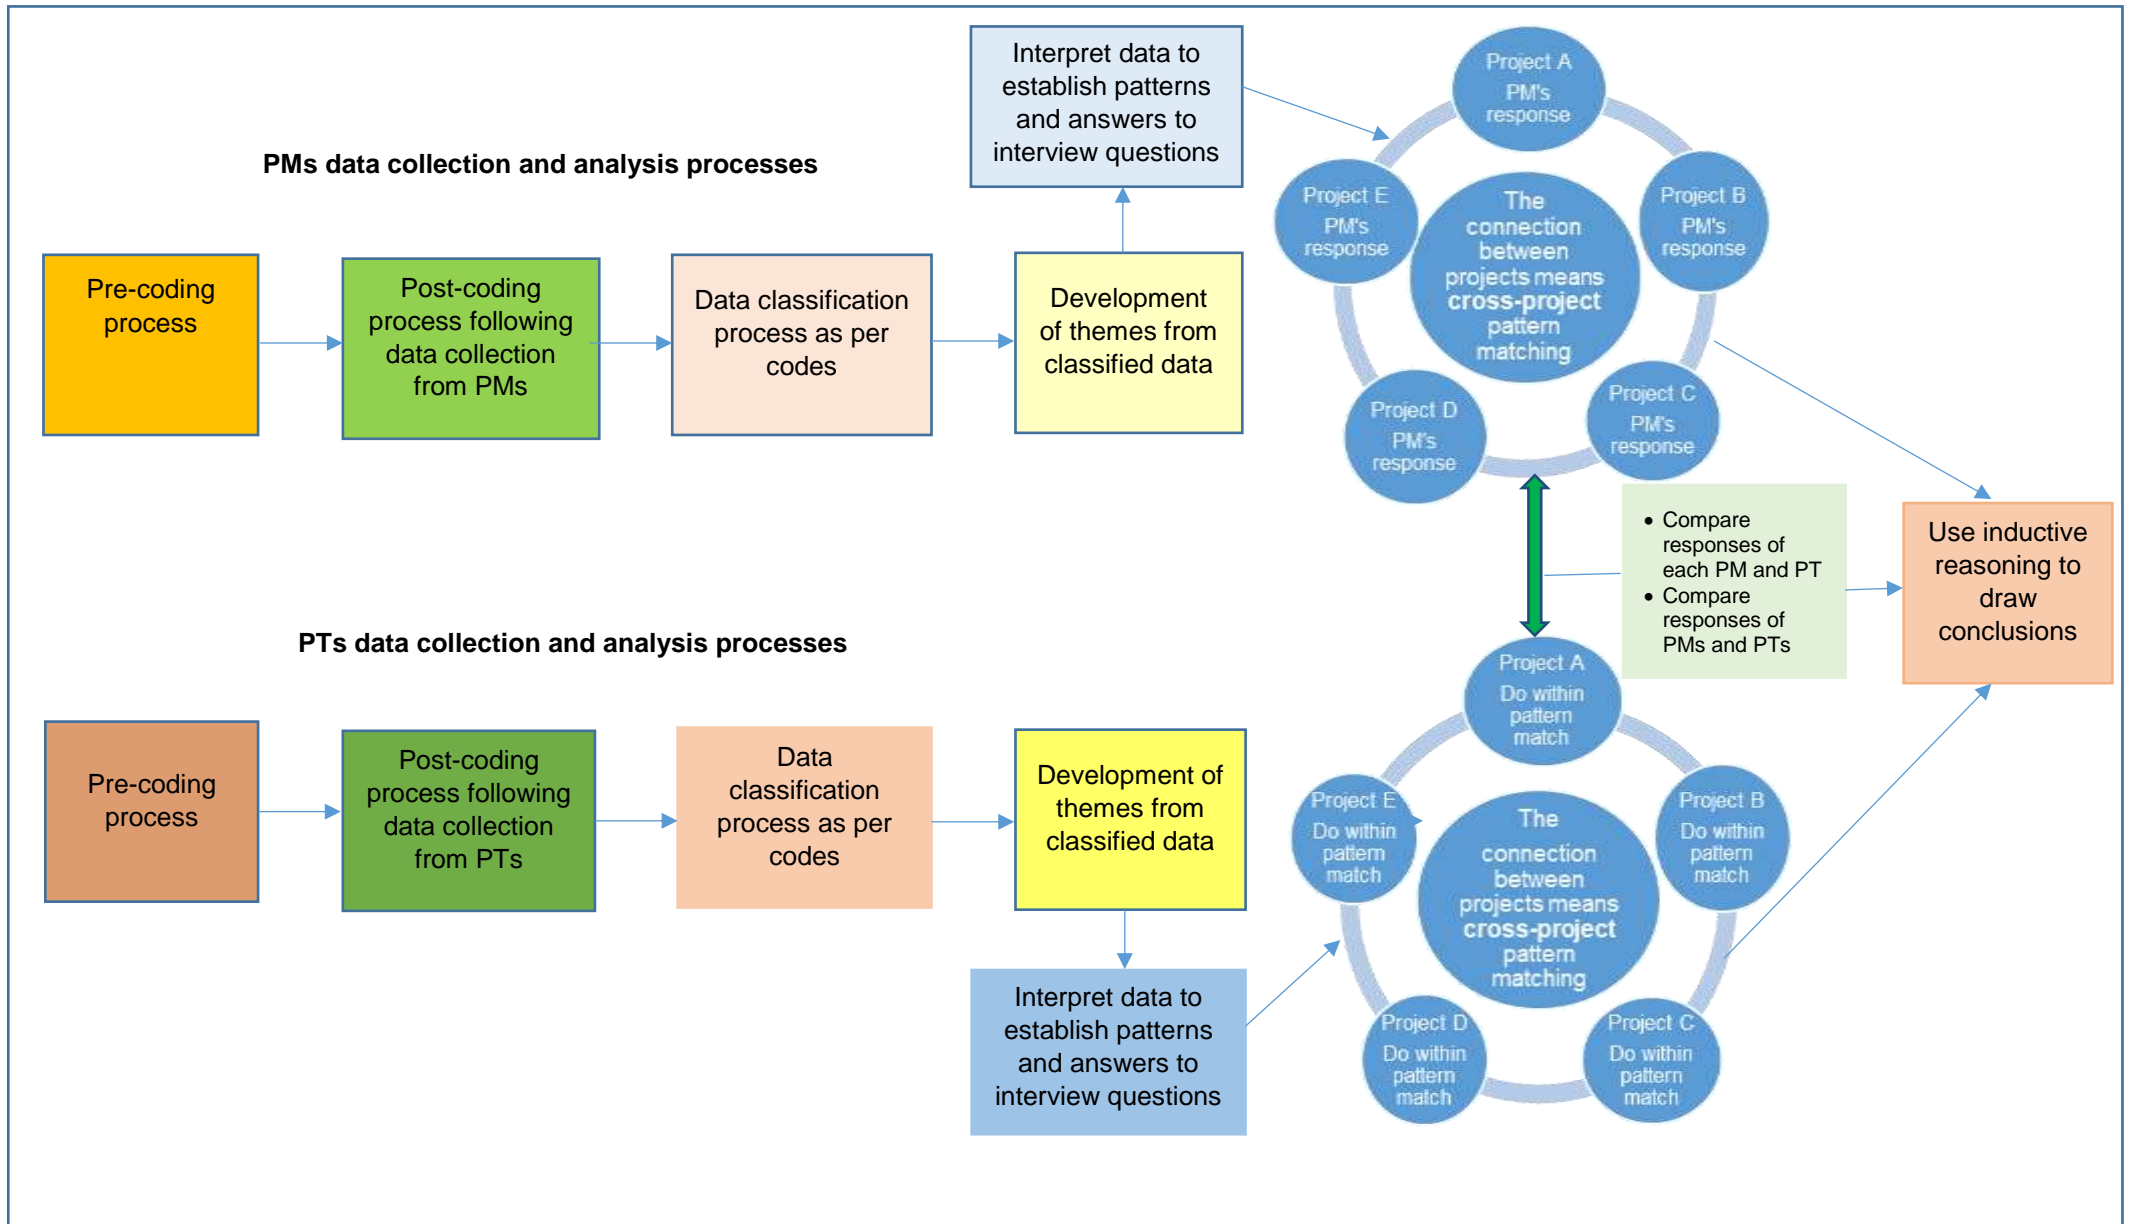 PMs data collection and analysis processes
Pre-coding
process
Post-coding
process following
data collection
from PMs
Data classification
process as per
codes
Development
of themes from
classified data
Interpret data to
establish patterns
and answers to
interview questions
Project A
PM's
response
Project B
PM's
response
Project C
PM's
response
Project D
PM's
response
Project E
PM's
response
The
connection
between
projects means
cross-project
pattern
matching
• Compare
responses of
each PM and PT
• Compare
responses of
PMs and PTs
Use inductive
reasoning to
draw
conclusions
PTs data collection and analysis processes
Pre-coding
process
Post-coding
process following
data collection
from PTs
Data
classification
process as per
codes
Development of
themes from
classified data
Interpret data to
establish patterns
and answers to
interview questions
Project A
Do within
pattern
match
Project B
Do within
pattern
match
Project C
Do within
pattern
match
Project D
Do within
pattern
match
Project E
Do within
pattern
match
The
connection
between
projects means
cross-project
pattern
matching